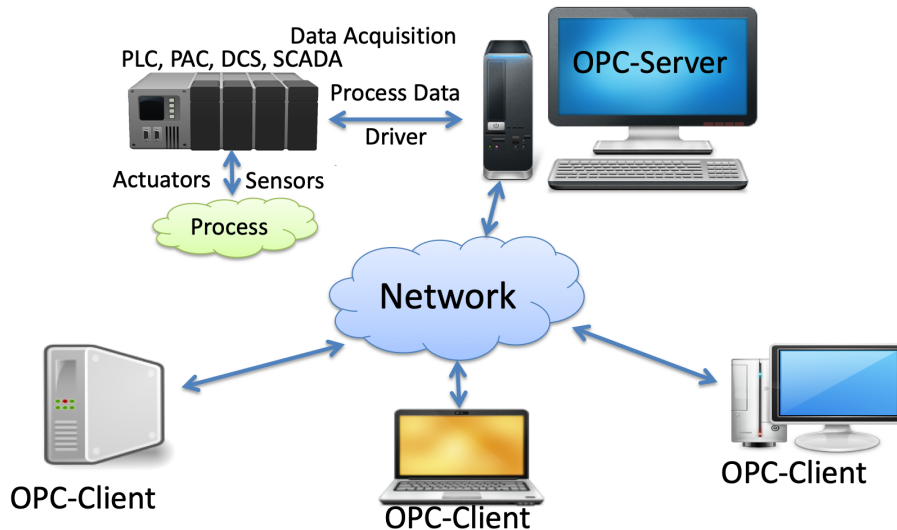 Data Acquisition
PLC, PAC, DCS, SCADA
OPC-Server
Process Data
Driver
Actuators
Sensors
Process
Network
OPC-Client
OPC-Client
OPC-Client